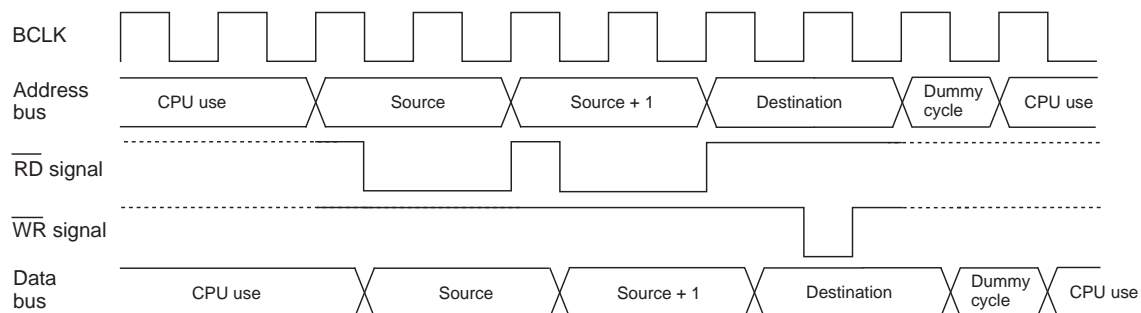 BCLK
Address
bus
CPU use
Source
Source + 1
Destination
Dummy
cycle
CPU use
RD signal
WR signal
Data
bus
CPU use
Source
Source + 1
Destination
Dummy
cycle
CPU use